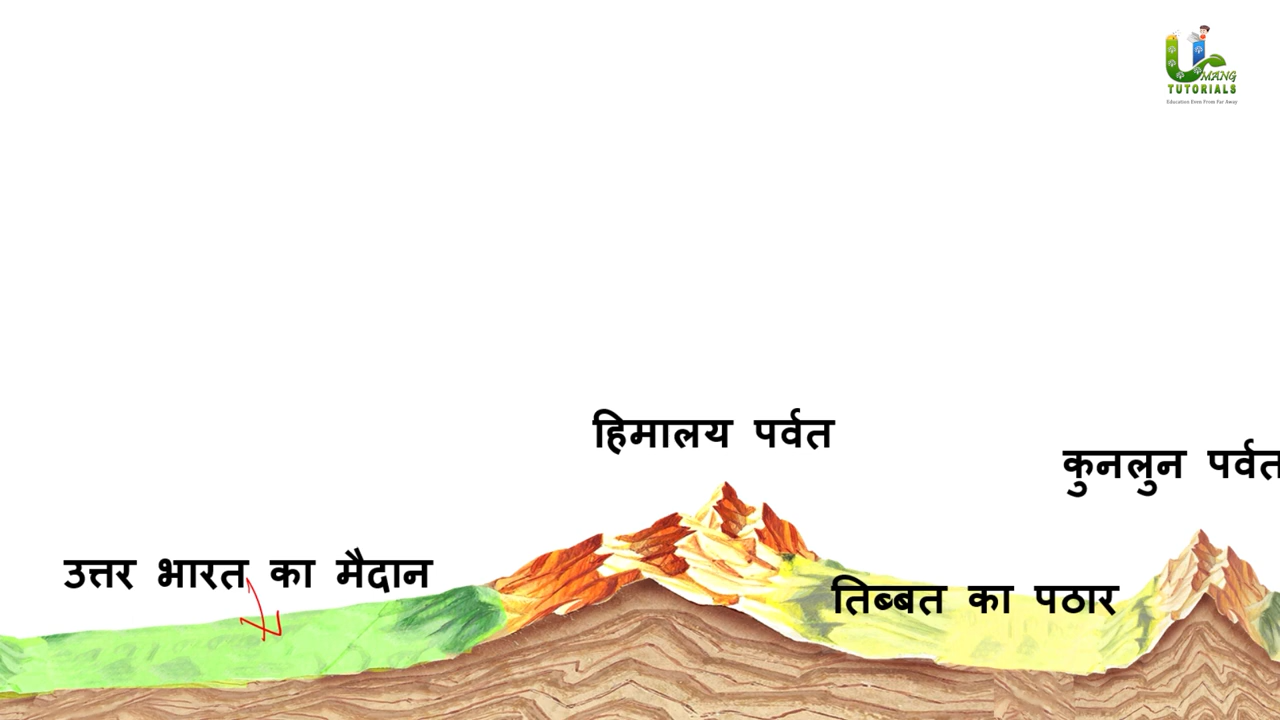 UMANG
TUTORIALS
Education Even From Far Away
हिमालय पर्वत
कुनलुन पर्वत
उत्तर भारत का मैदान
तिब्बत का पठार